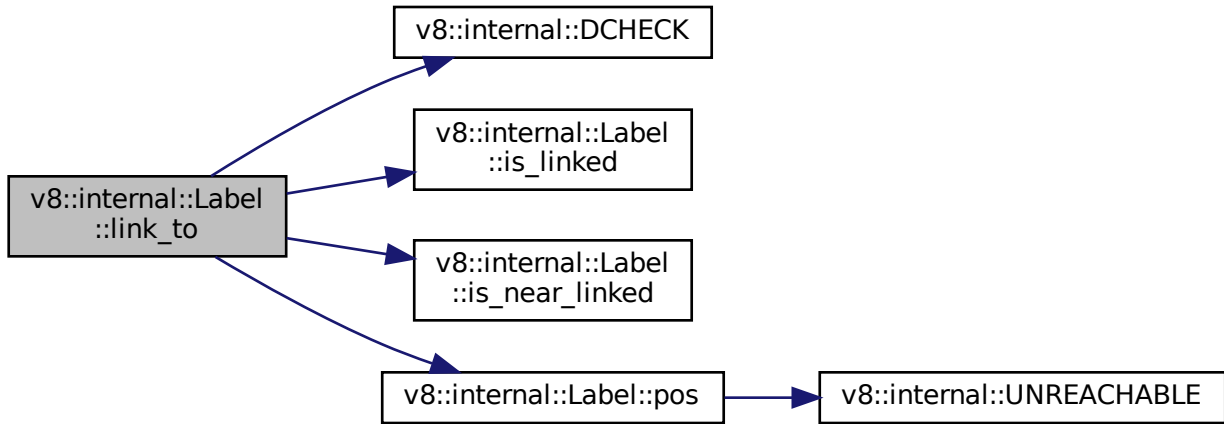 v8::internal::DCHECK
v8::internal::Label
::is_linked
v8::internal::Label
::link_to
v8::internal::Label
::is_near_linked
v8::internal::Label::pos
v8::internal::UNREACHABLE